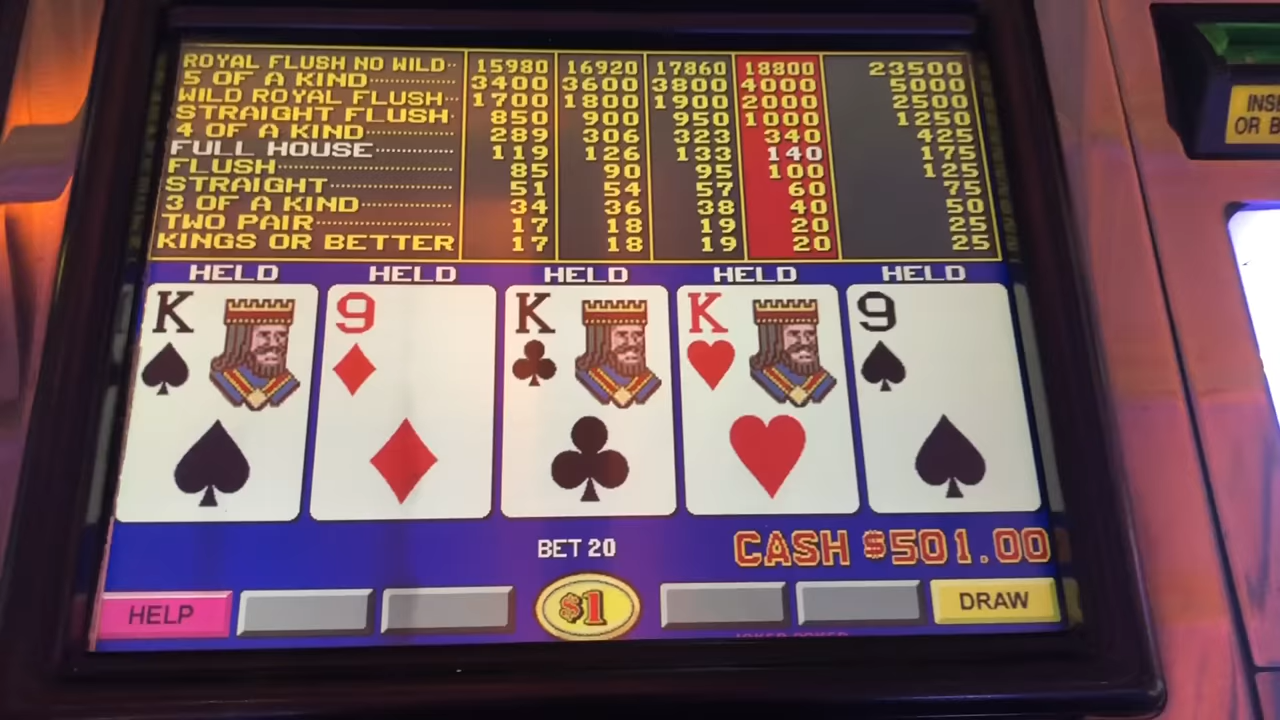 ROYAL FLUSH NO WILD·· 15980 16920 17860 18800 23500
5 OF A KIND·········· 3400 3600 3800 4000 5000
WILD ROYAL FLUSH·· 1700 1800 1900 2000 2500
STRAIGHT FLUSH· 850 900 950 1000 1250
4 OF A KIND·········· 289 306 323 340 425
FULL HOUSE·········· 119 126 133 140 175
FLUSH···················· 85 90 95 100 125
STRAIGHT·············· 51 54 57 60 75
3 OF A KIND·········· 34 36 38 40 50
TWO PAIR·············· 17 18 19 20 25
KINGS OR BETTER 17 18 19 20 25
HELD HELD HELD HELD HELD
K 9 K K 9
BET 20 CASH $501.00
HELP $1 DRAW
JOKER POKER
OR B